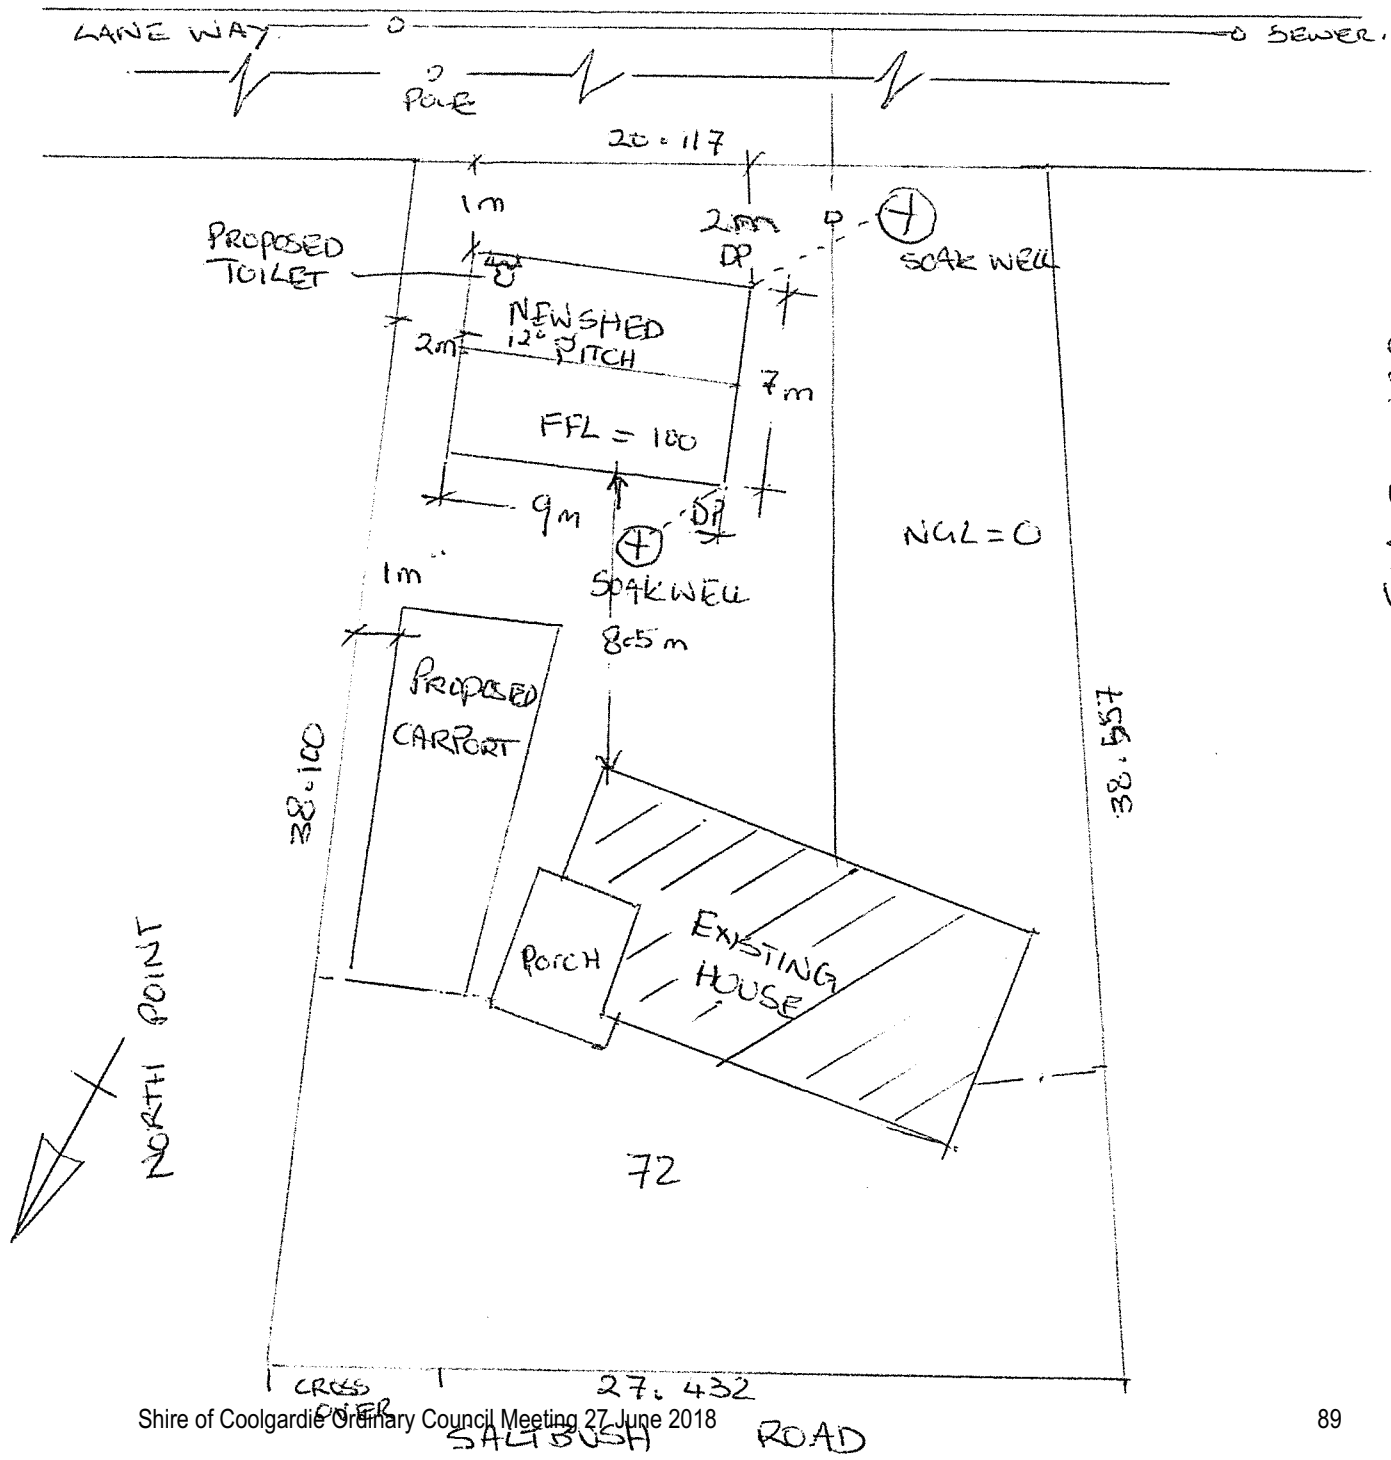 LANE WAY
SEWER.
POLE
20.117
1m
2m
DP
SOAK WELL
PROPOSED
TOILET
NEW SHED
12° PITCH
2m
7m
FFL = 100
9m
DP
NGL = 0
SOAKWELL
1m
8.5m
PROPOSED
CARPORT
38.100
38.557
PORCH
EXISTING
HOUSE
NORTH POINT
72
CROSS
OVER
27.432
Shire of Coolgardie Ordinary Council Meeting 27 June 2018
89
SALTBUSH ROAD